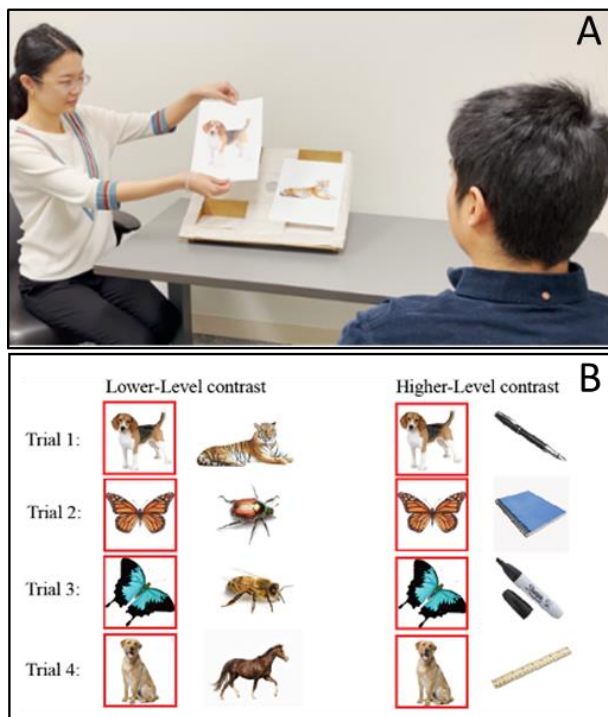 A
B
Lower-Level contrast Higher-Level contrast
Trial 1:
Trial 2:
Trial 3:
Trial 4: